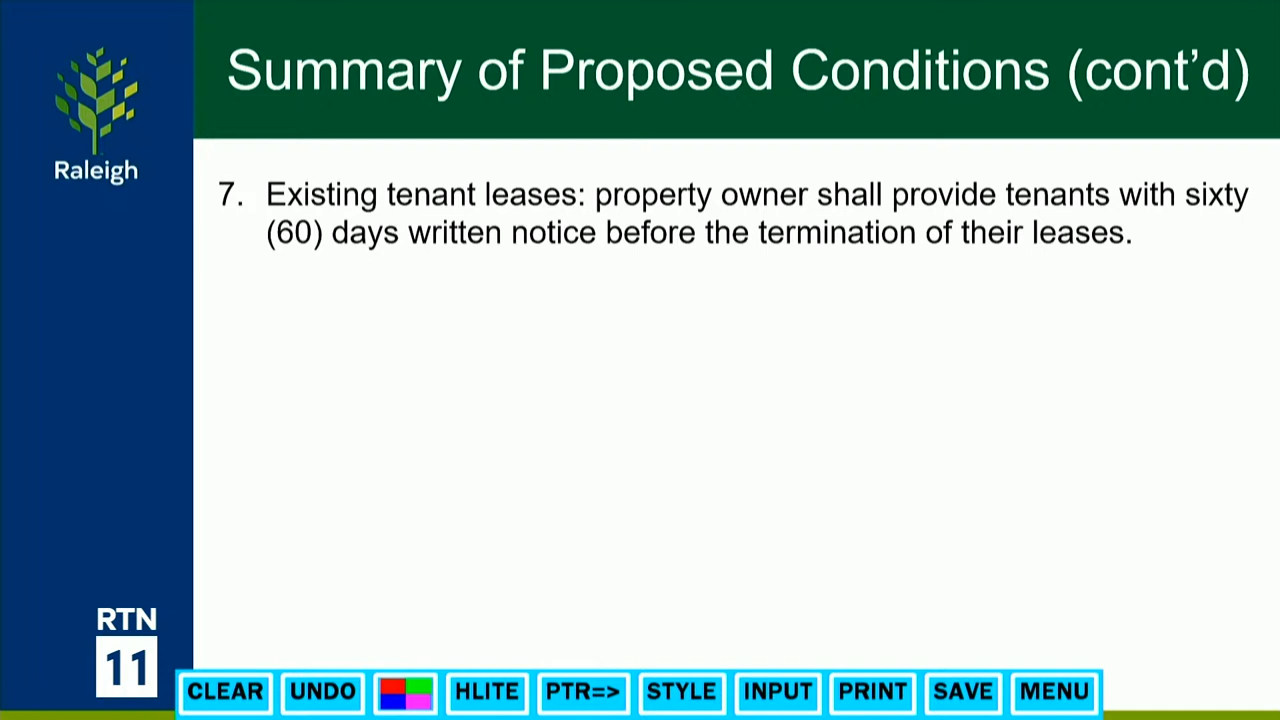 Summary of Proposed Conditions (cont’d)
Raleigh
7. Existing tenant leases: property owner shall provide tenants with sixty
(60) days written notice before the termination of their leases.
RTN
11
CLEAR UNDO HLITE PTR=> STYLE INPUT PRINT SAVE MENU